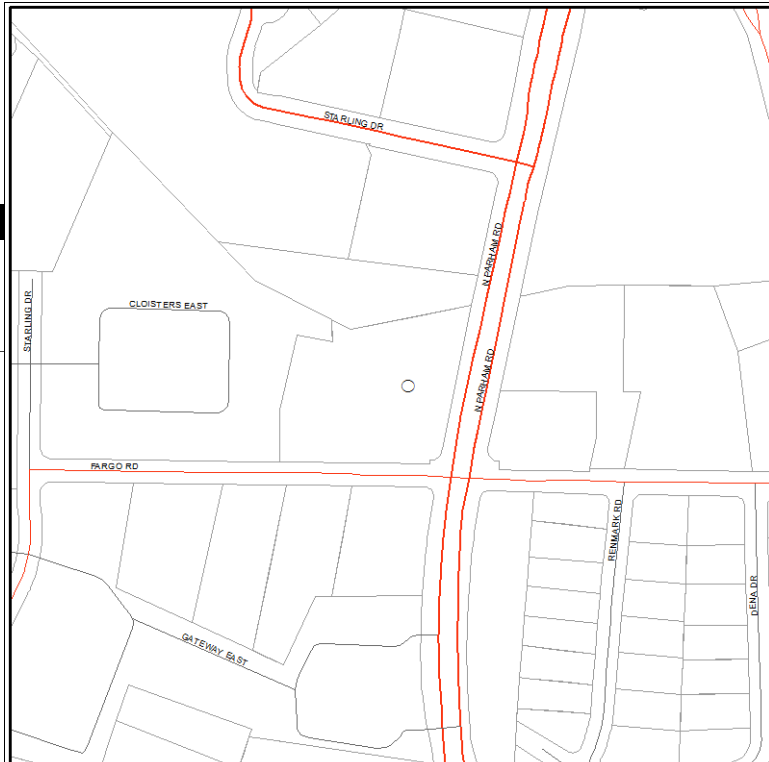 STARLING DR
N PARHAM RD
STARLING DR
CLOISTERS EAST
N PARHAM RD
FARGO RD
RENMARK RD
DENA DR
GATEWAY EAST